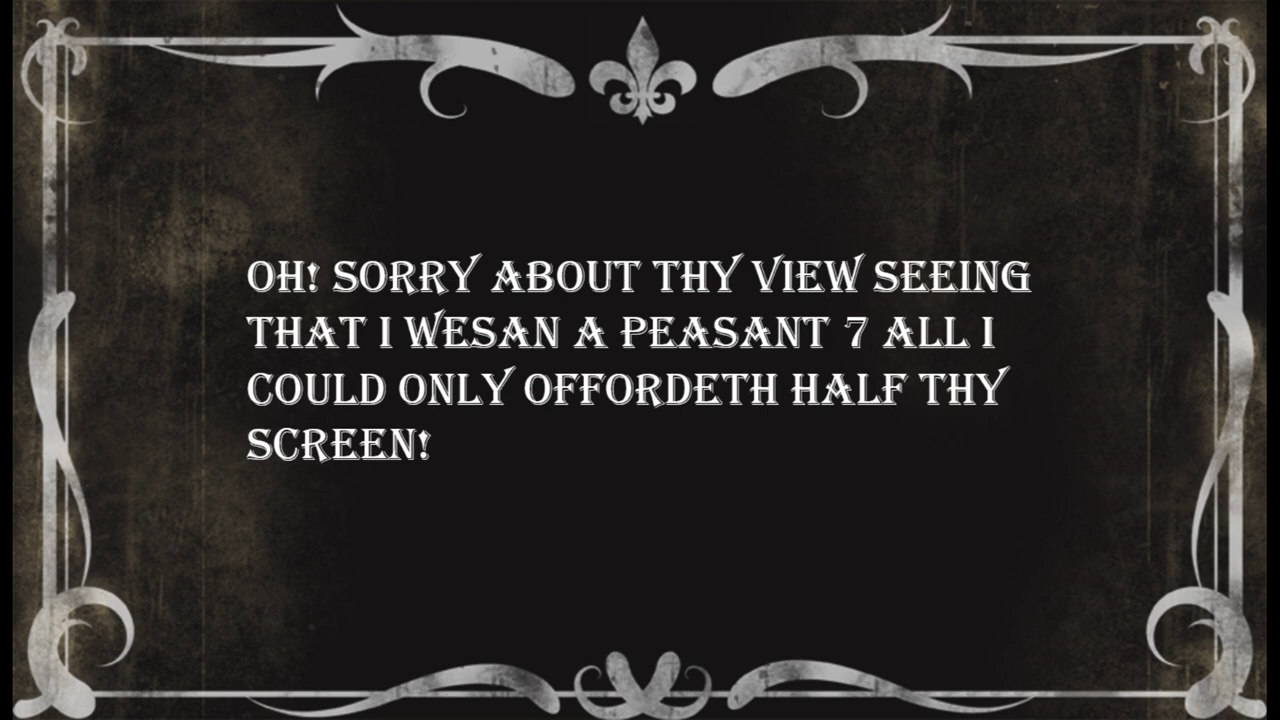 OH! SORRY ABOUT THY VIEW SEEING
THAT I WESAN A PEASANT 7 ALL I
COULD ONLY OFFORDETH HALF THY
SCREEN!